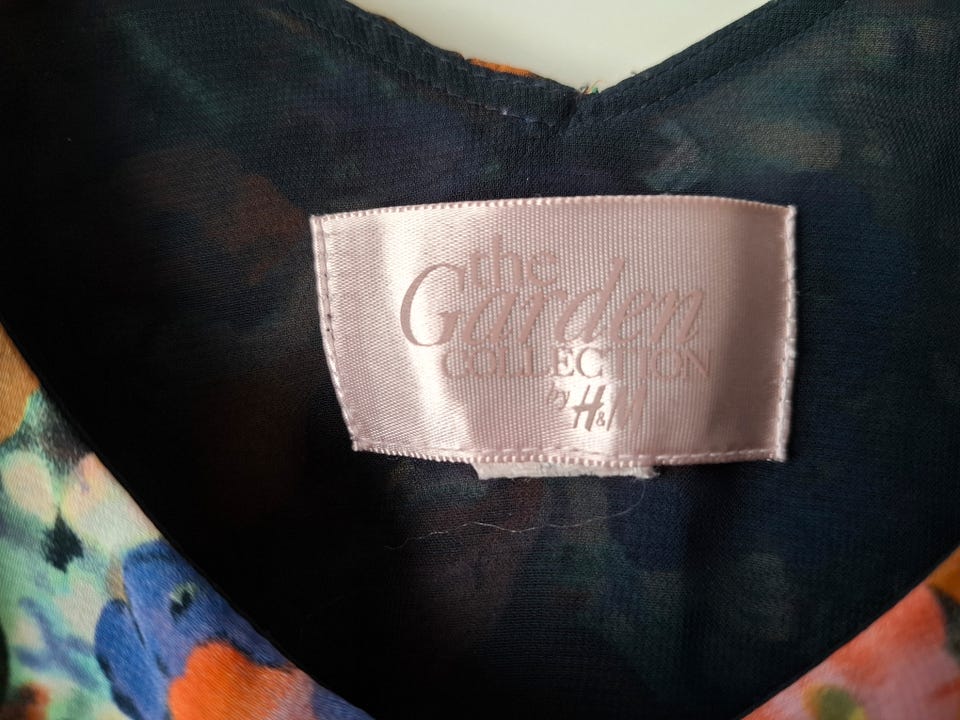 the
Garden
COLLECTION
by H&M